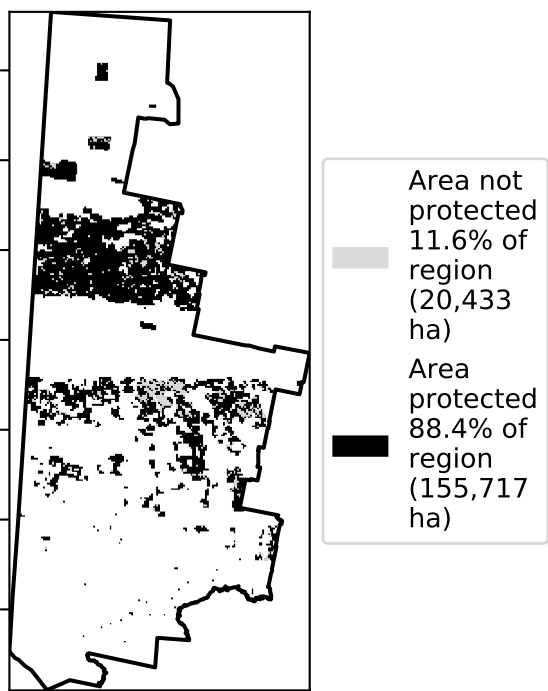 Area not
protected
11.6% of
region
(20,433
ha)
Area
protected
88.4% of
region
(155,717
ha)